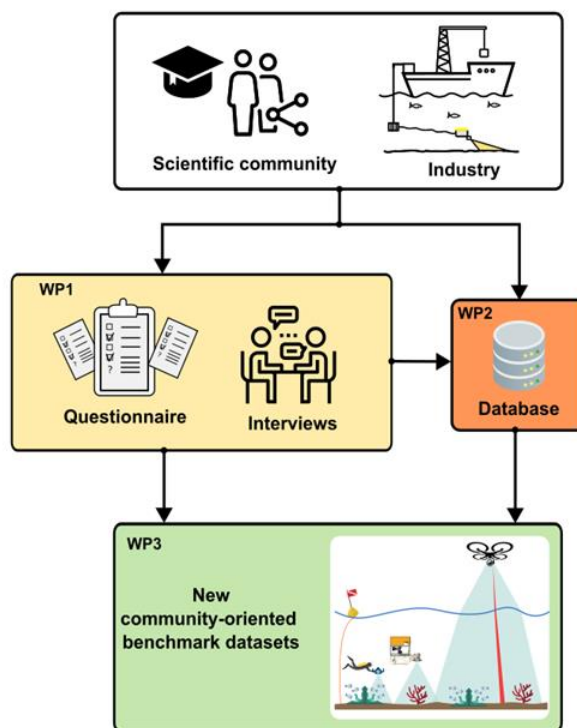 Scientific community
Industry
WP1
Questionnaire
Interviews
WP2
Database
WP3
New
community-oriented
benchmark datasets